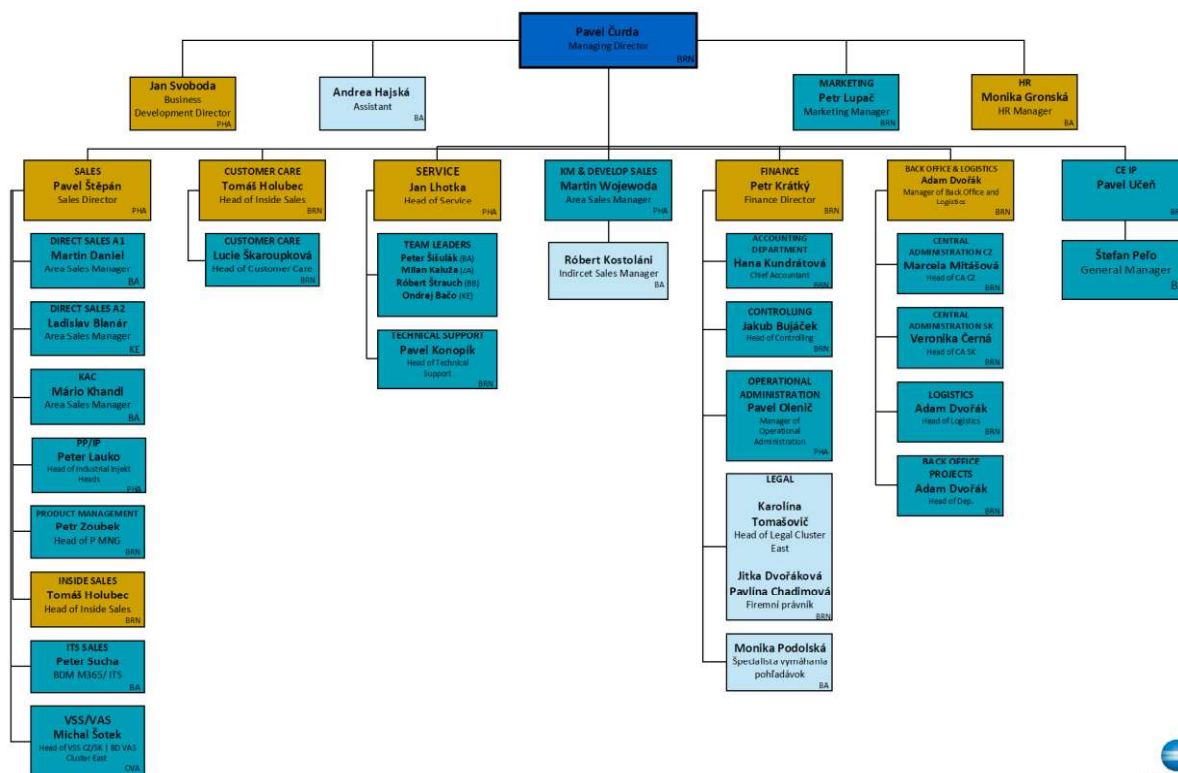 Pavel Čurda
Managing Director
BRN
Jan Svoboda
Business
Development Director
PHA
Andrea Hajská
Assistant
BA
MARKETING
Petr Lupač
Marketing Manager
BRN
HR
Monika Gronská
HR Manager
BA
SALES
Pavel Štěpán
Sales Director
PHA
CUSTOMER CARE
Tomáš Holubec
Head of Inside Sales
BRN
SERVICE
Jan Lhotka
Head of Service
PHA
KM & DEVELOP SALES
Martin Wojewoda
Area Sales Manager
PHA
FINANCE
Petr Krátký
Finance Director
BRN
BACK OFFICE & LOGISTICS
Adam Dvořák
Manager of Back Office and
Logistics
BRN
CE IP
Pavel Učeň
DIRECT SALES A1
Martin Daniel
Area Sales Manager
BA
DIRECT SALES A2
Ladislav Blanár
Area Sales Manager
KE
KAC
Mário Khandl
Area Sales Manager
BA
PP/IP
Peter Lauko
Head of Industrial Injekt
Heads
PHA
PRODUCT MANAGEMENT
Petr Zoubek
Head of P MNG
BRN
INSIDE SALES
Tomáš Holubec
Head of Inside Sales
BRN
ITS SALES
Peter Sucha
BDM M365/ ITS
BA
VSS/VAS
Michal Šotek
Head of VSS CZ/SK | BD VAS
Cluster East
OVA
CUSTOMER CARE
Lucie Škaroupková
Head of Customer Care
BRN
TEAM LEADERS
Peter Šišulák (BA)
Milan Kaluža (ZA)
Róbert Štrauch (BB)
Ondrej Bačo (KE)
TECHNICAL SUPPORT
Pavel Konopík
Head of Technical
Support
BRN
Róbert Kostoláni
Indircet Sales Manager
BA
ACCOUNTING
DEPARTMENT
Hana Kundrátová
Chief Accountant
BRN
CONTROLLING
Jakub Bujáček
Head of Controlling
BRN
OPERATIONAL
ADMINISTRATION
Pavel Olenič
Manager of
Operational
Administration
PHA
LEGAL
Karolína
Tomašovič
Head of Legal Cluster
East
Jitka Dvořáková
Pavlína Chadimová
Firemní právník
BRN
Monika Podolská
Špecialista vymáhania
pohľadávok
BA
CENTRAL
ADMINISTRATION CZ
Marcela Mitášová
Head of CA CZ
BRN
CENTRAL
ADMINISTRATION SK
Veronika Černá
Head of CA SK
BRN
LOGISTICS
Adam Dvořák
Head of Logistics
BRN
BACK OFFICE
PROJECTS
Adam Dvořák
Head of Dep.
BRN
Štefan Peľo
General Manager